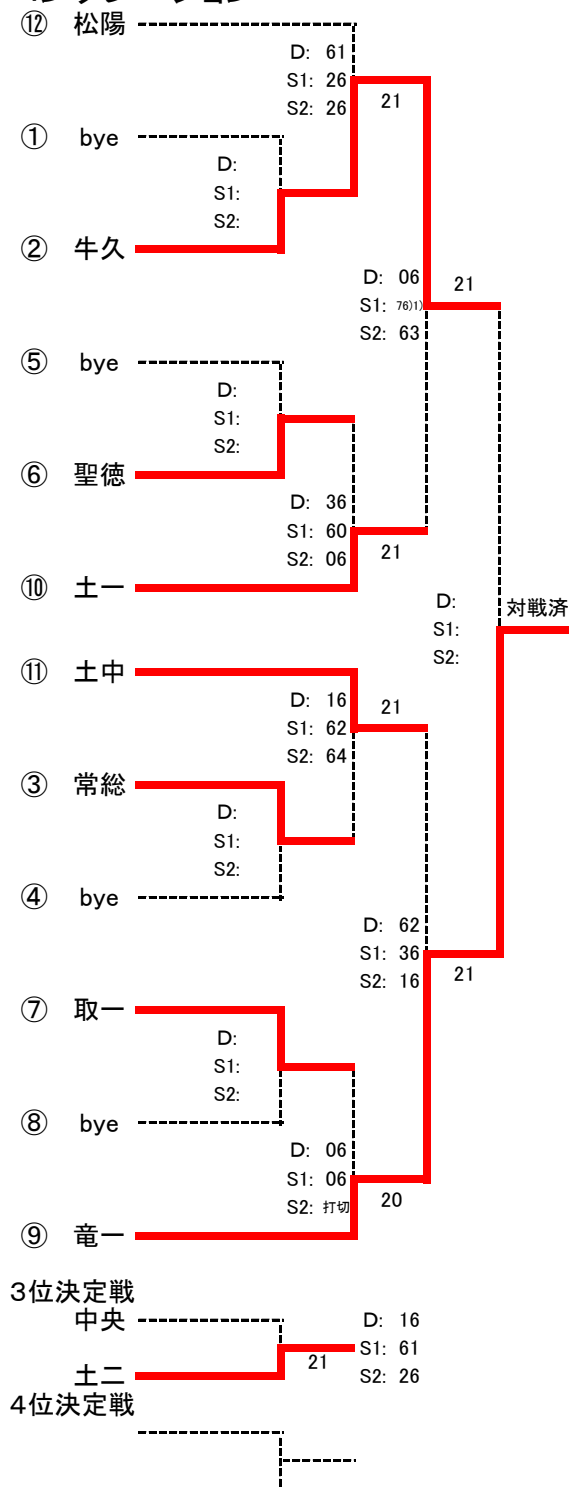 ⑫ 松陽
D: 61
S1: 26
S2: 26
21
① bye
D:
S1:
S2:
② 牛久
D: 06
S1: 76)1)
S2: 63
21
⑤ bye
D:
S1:
S2:
⑥ 聖徳
D: 36
S1: 60
S2: 06
21
⑩ 土一
D:
S1:
S2:
対戦済
⑪ 土中
D: 16
S1: 62
S2: 64
21
③ 常総
D:
S1:
S2:
④ bye
D: 62
S1: 36
S2: 16
21
⑦ 取一
D:
S1:
S2:
⑧ bye
D: 06
S1: 06
S2: 打切
20
⑨ 竜一
3位決定戦
中央
D: 16
S1: 61
S2: 26
21
土二
4位決定戦